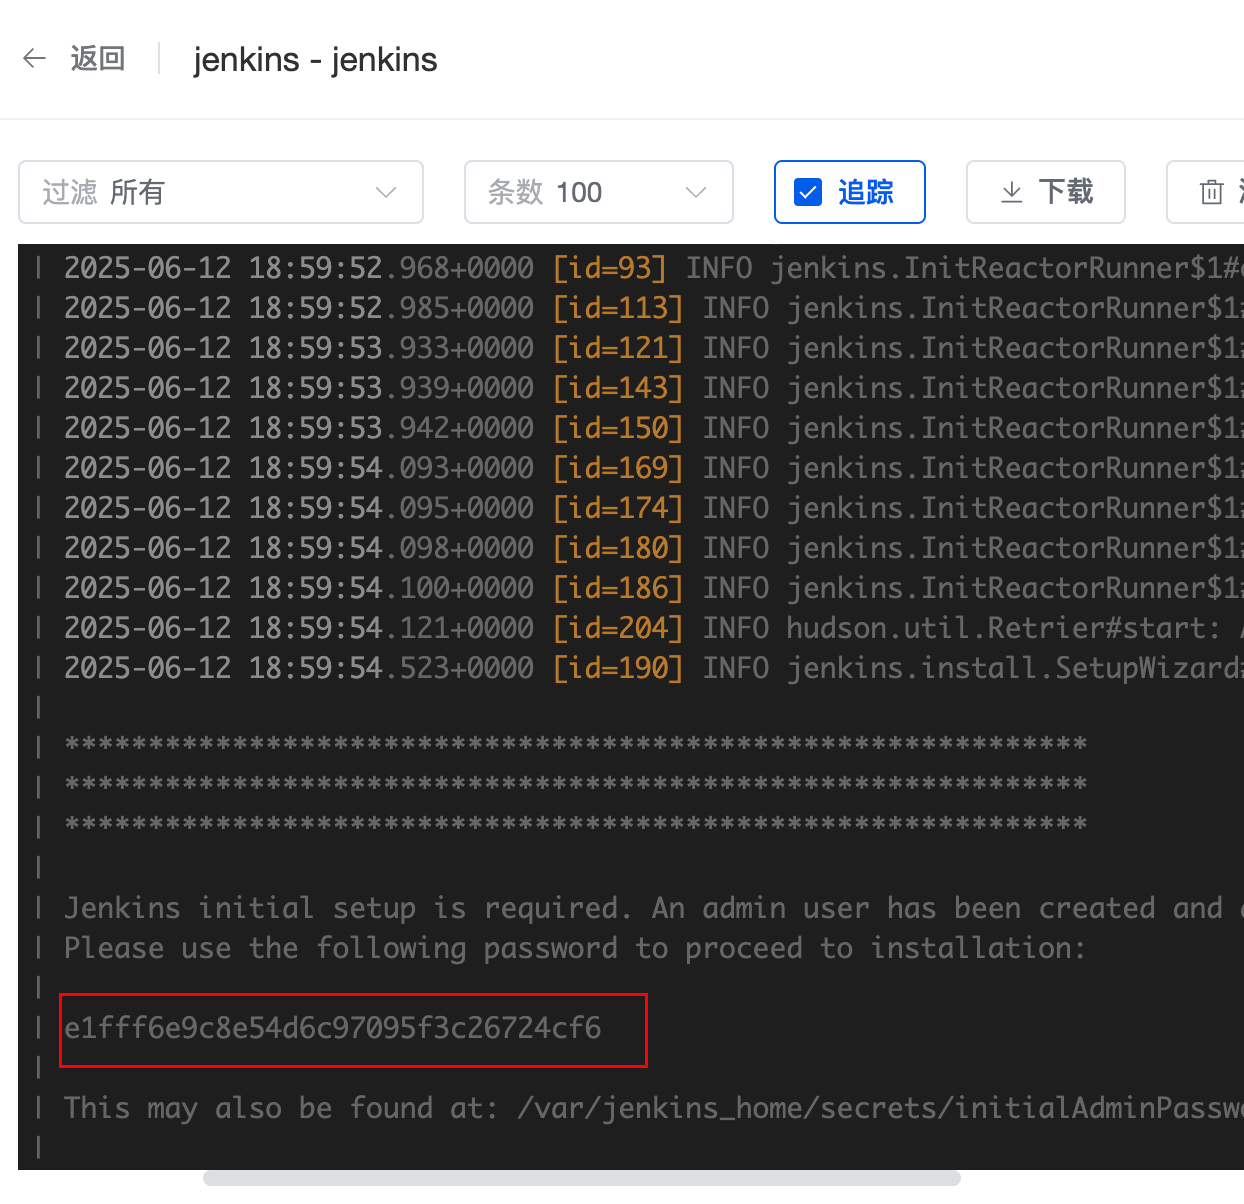 返回 jenkins - jenkins
过滤 所有 条数 100 追踪 下载
| 2025-06-12 18:59:52.968+0000 [id=93] INFO jenkins.InitReactorRunner$1#
| 2025-06-12 18:59:52.985+0000 [id=113] INFO jenkins.InitReactorRunner$1
| 2025-06-12 18:59:53.933+0000 [id=121] INFO jenkins.InitReactorRunner$1
| 2025-06-12 18:59:53.939+0000 [id=143] INFO jenkins.InitReactorRunner$1
| 2025-06-12 18:59:53.942+0000 [id=150] INFO jenkins.InitReactorRunner$1
| 2025-06-12 18:59:54.093+0000 [id=169] INFO jenkins.InitReactorRunner$1
| 2025-06-12 18:59:54.095+0000 [id=174] INFO jenkins.InitReactorRunner$1
| 2025-06-12 18:59:54.098+0000 [id=180] INFO jenkins.InitReactorRunner$1
| 2025-06-12 18:59:54.100+0000 [id=186] INFO jenkins.InitReactorRunner$1
| 2025-06-12 18:59:54.121+0000 [id=204] INFO hudson.util.Retrier#start:
| 2025-06-12 18:59:54.523+0000 [id=190] INFO jenkins.install.SetupWizard#
|
| *************************************************************
| *************************************************************
| *************************************************************
|
| Jenkins initial setup is required. An admin user has been created and
| Please use the following password to proceed to installation:
|
| e1fff6e9c8e54d6c97095f3c26724cf6
|
| This may also be found at: /var/jenkins_home/secrets/initialAdminPassw
|